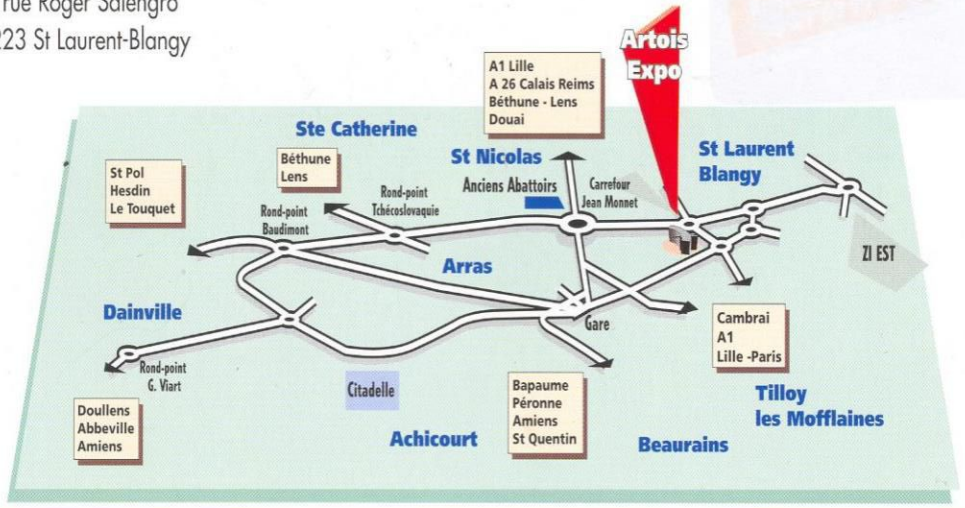 rue Roger Salengro
223 St Laurent-Blangy
Artois
Expo
A1 Lille
A 26 Calais Reims
Béthune - Lens
Douai
Ste Catherine
St Nicolas
St Laurent
Blangy
St Pol
Hesdin
Le Touquet
Béthune
Lens
Anciens Abattoirs
Carrefour
Jean Monnet
Rond-point
Tchécoslovaquie
Rond-point
Baudimont
ZI EST
Arras
Dainville
Gare
Cambrai
A1
Lille -Paris
Rond-point
G. Viart
Citadelle
Doullens
Abbeville
Amiens
Bapaume
Péronne
Amiens
St Quentin
Tilloy
les Mofflaines
Achicourt
Beaurains